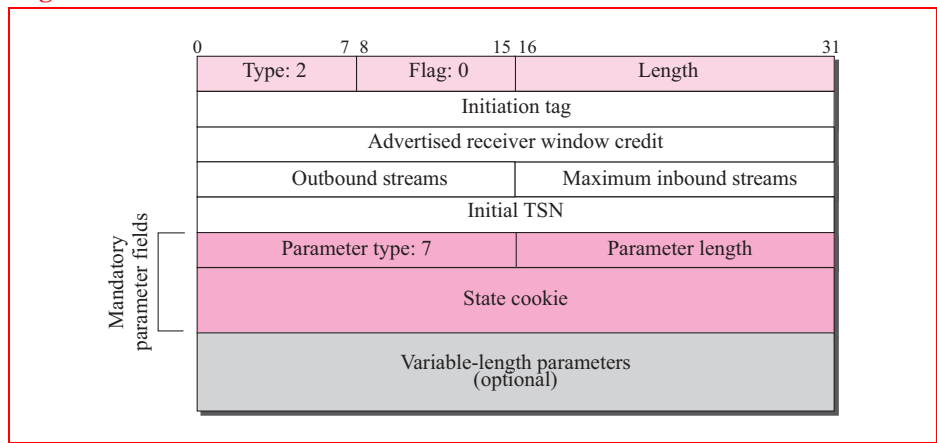 0 7 8 15 16 31
Type: 2 Flag: 0 Length
Initiation tag
Advertised receiver window credit
Outbound streams Maximum inbound streams
Initial TSN
Mandatory
parameter fields
Parameter type: 7 Parameter length
State cookie
Variable-length parameters
(optional)